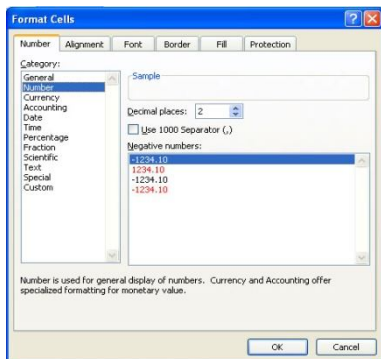 Format Cells
Number Alignment Font Border Fill Protection
Category:
General
Number
Currency
Accounting
Date
Time
Percentage
Fraction
Scientific
Text
Special
Custom
Sample
Decimal places: 2
Use 1000 Separator (,)
Negative numbers:
-1234.10
1234.10
-1234.10
-1234.10
Number is used for general display of numbers. Currency and Accounting offer
specialized formatting for monetary value.
OK Cancel